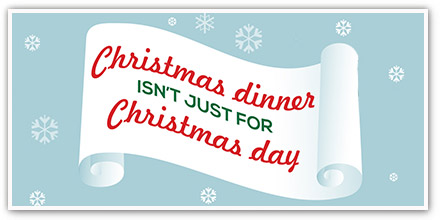 Christmas dinner
ISN'T JUST FOR
Christmas day